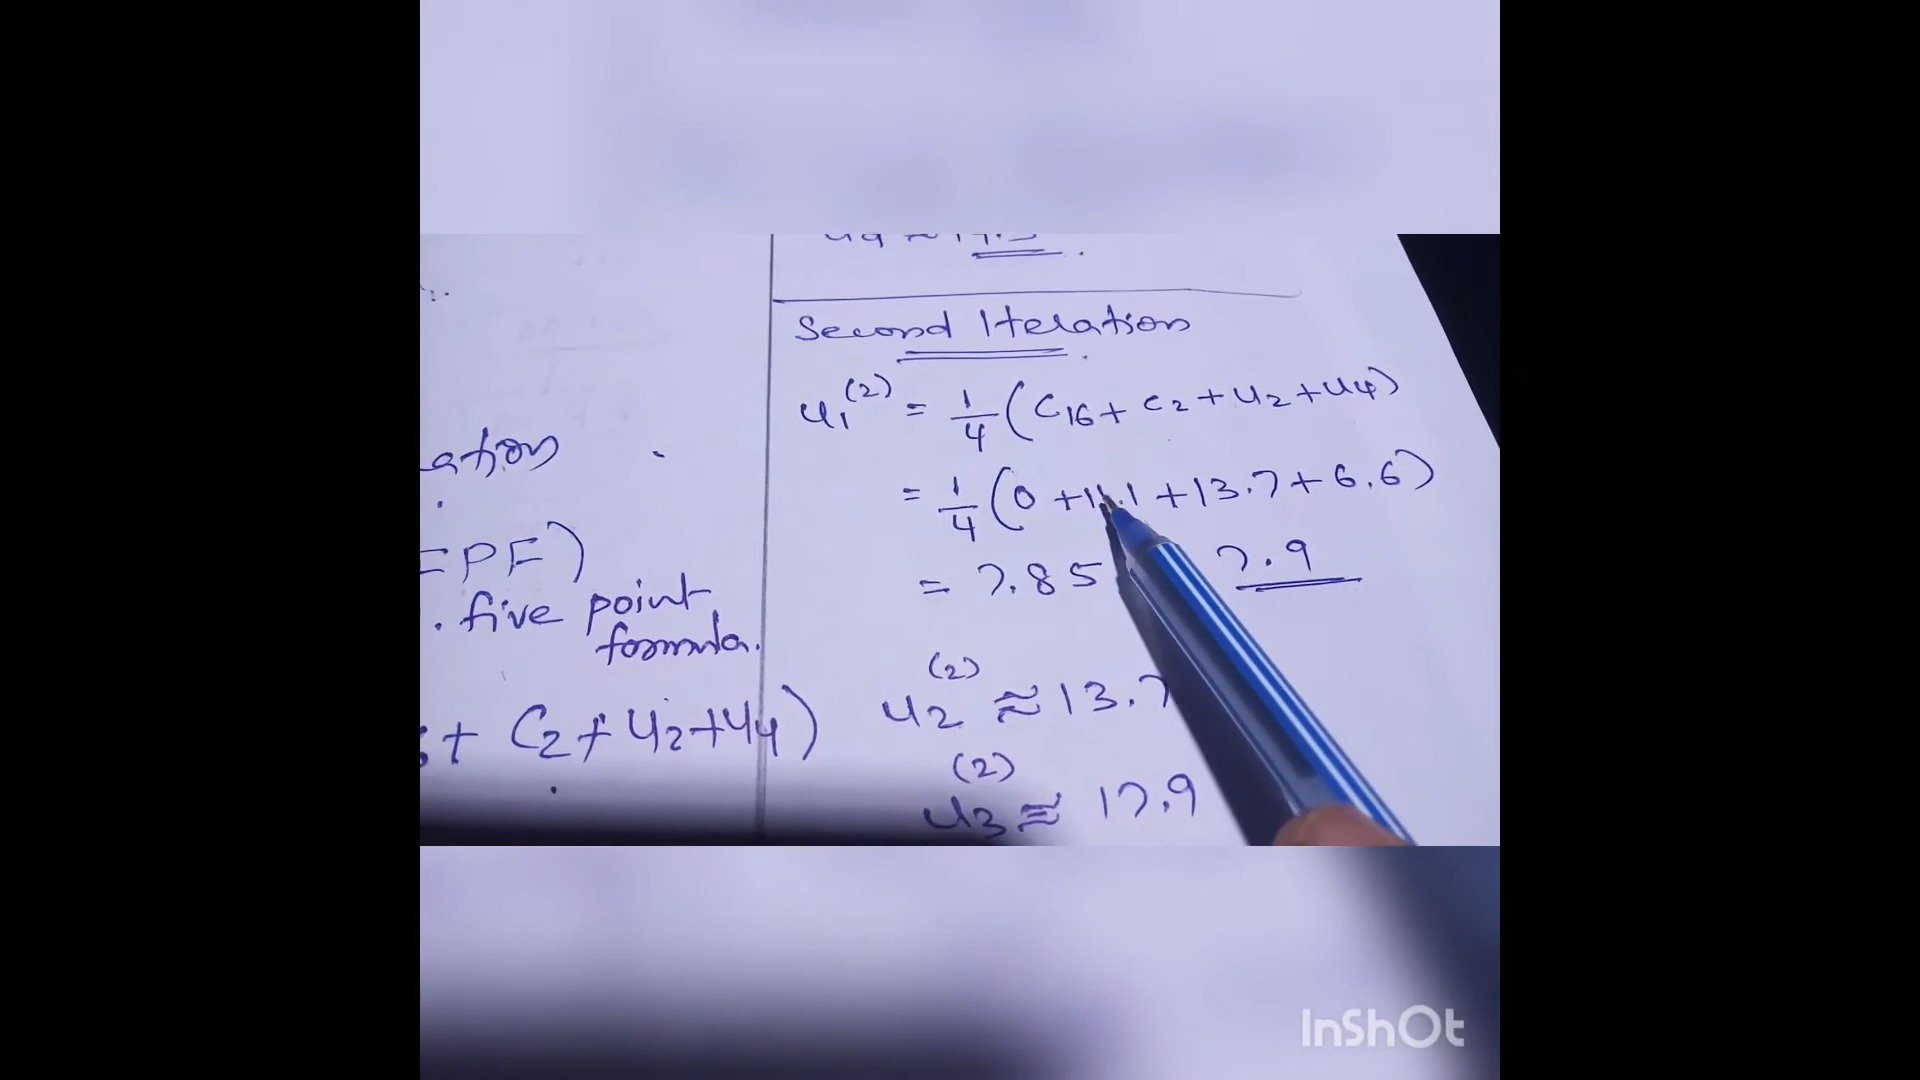 ation
PF)
. five point
formula.
+ C2 + u2 + u4)
Second Iteration
u1^(2) = 1/4 (C16 + C2 + u2 + u4)
= 1/4 (0 + 11.1 + 13.7 + 6.6)
= 7.85 7.9
u2^(2) ≈ 13.7
u3^(2) ≈ 17.9
InShOt